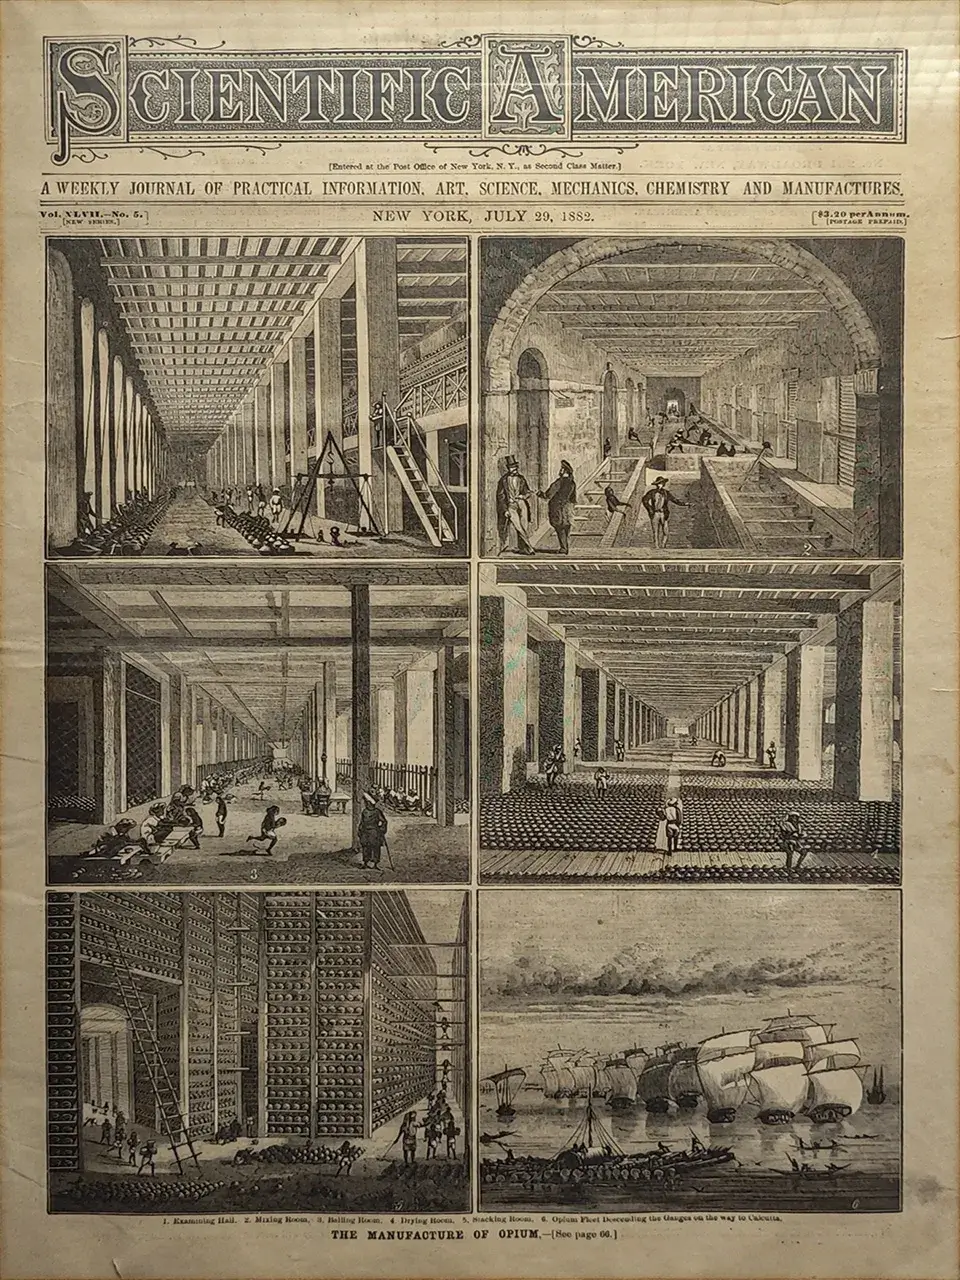 SCIENTIFIC AMERICAN
[Entered at the Post Office of New York, N. Y., as Second Class Matter.]
A WEEKLY JOURNAL OF PRACTICAL INFORMATION, ART, SCIENCE, MECHANICS, CHEMISTRY AND MANUFACTURES.
Vol. XLVII.—No. 5.
[NEW SERIES.]
NEW YORK, JULY 29, 1882.
$3.20 per Annum.
[POSTAGE PREPAID.]
2
3
4
5
6
1. Examining Hall. 2. Mixing Room. 3. Balling Room. 4 Drying Room. 5. Stacking Room. 6. Opium Fleet Descending the Ganges on the way to Calcutta.
THE MANUFACTURE OF OPIUM.—[See page 66.]